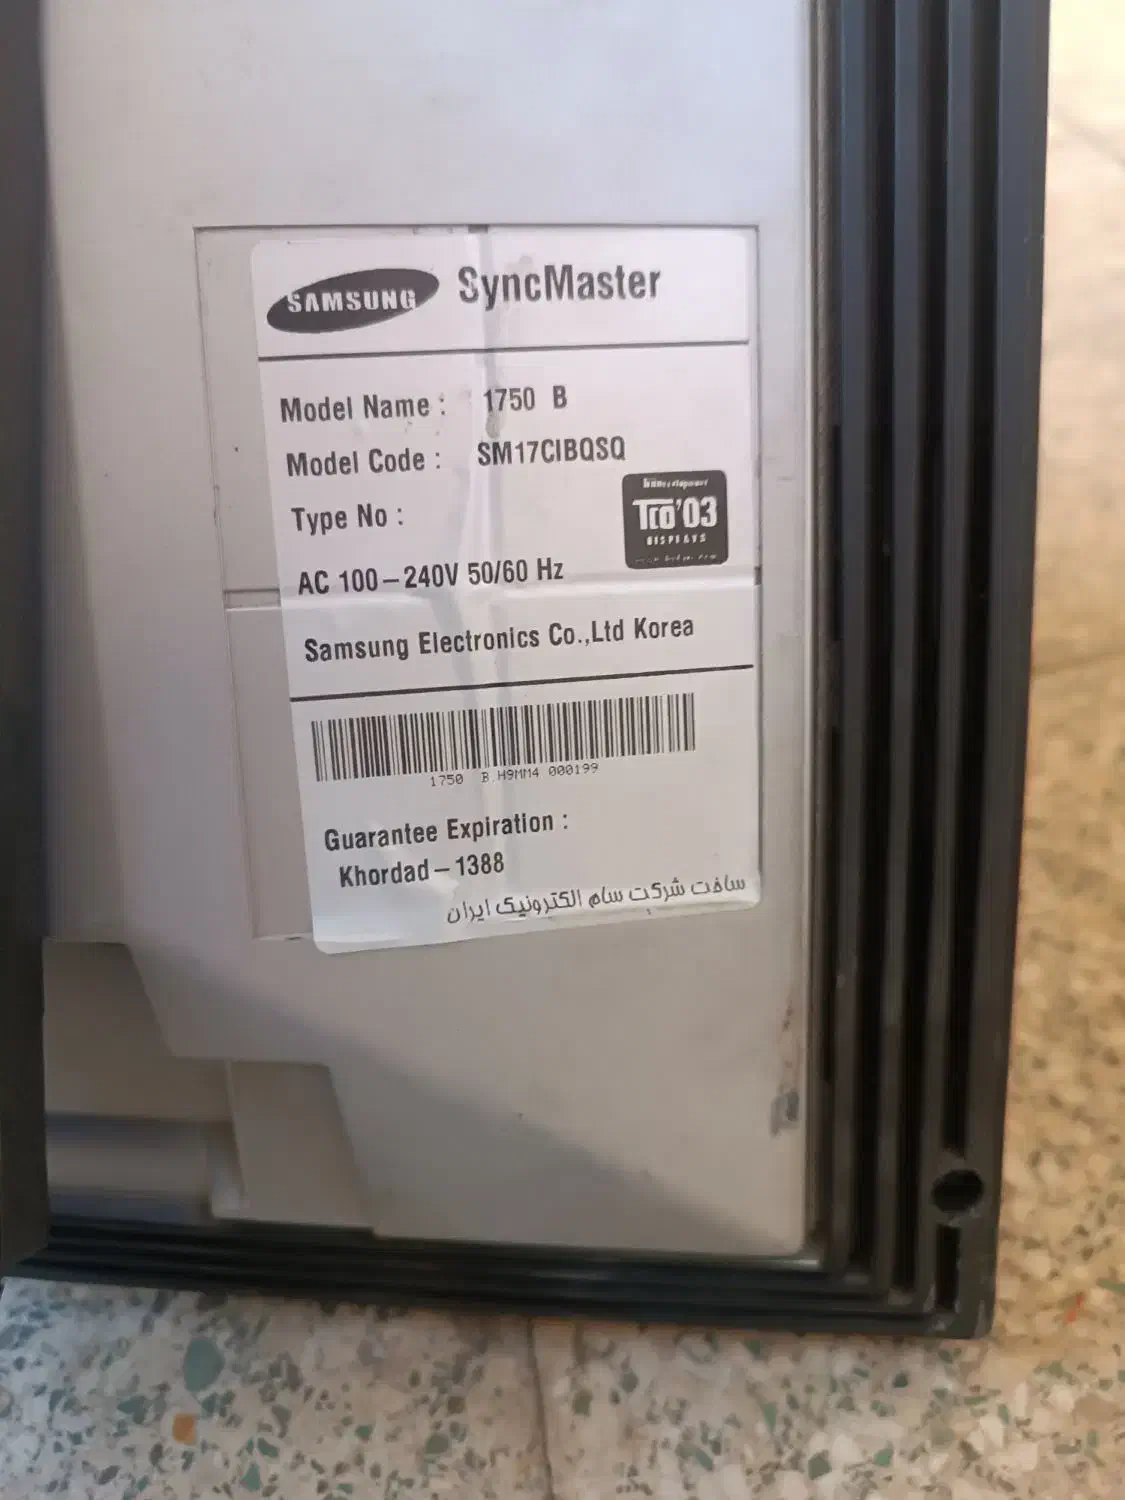 SAMSUNG SyncMaster
Model Name : 1750 B
Model Code : SM17CIBQSQ
Type No :
TCO'03
DISPLAYS
AC 100-240V 50/60 Hz
Samsung Electronics Co.,Ltd Korea
1750 B H9MM4 000199
Guarantee Expiration :
Khordad-1388
ساخت شرکت سام الکترونیک ایران